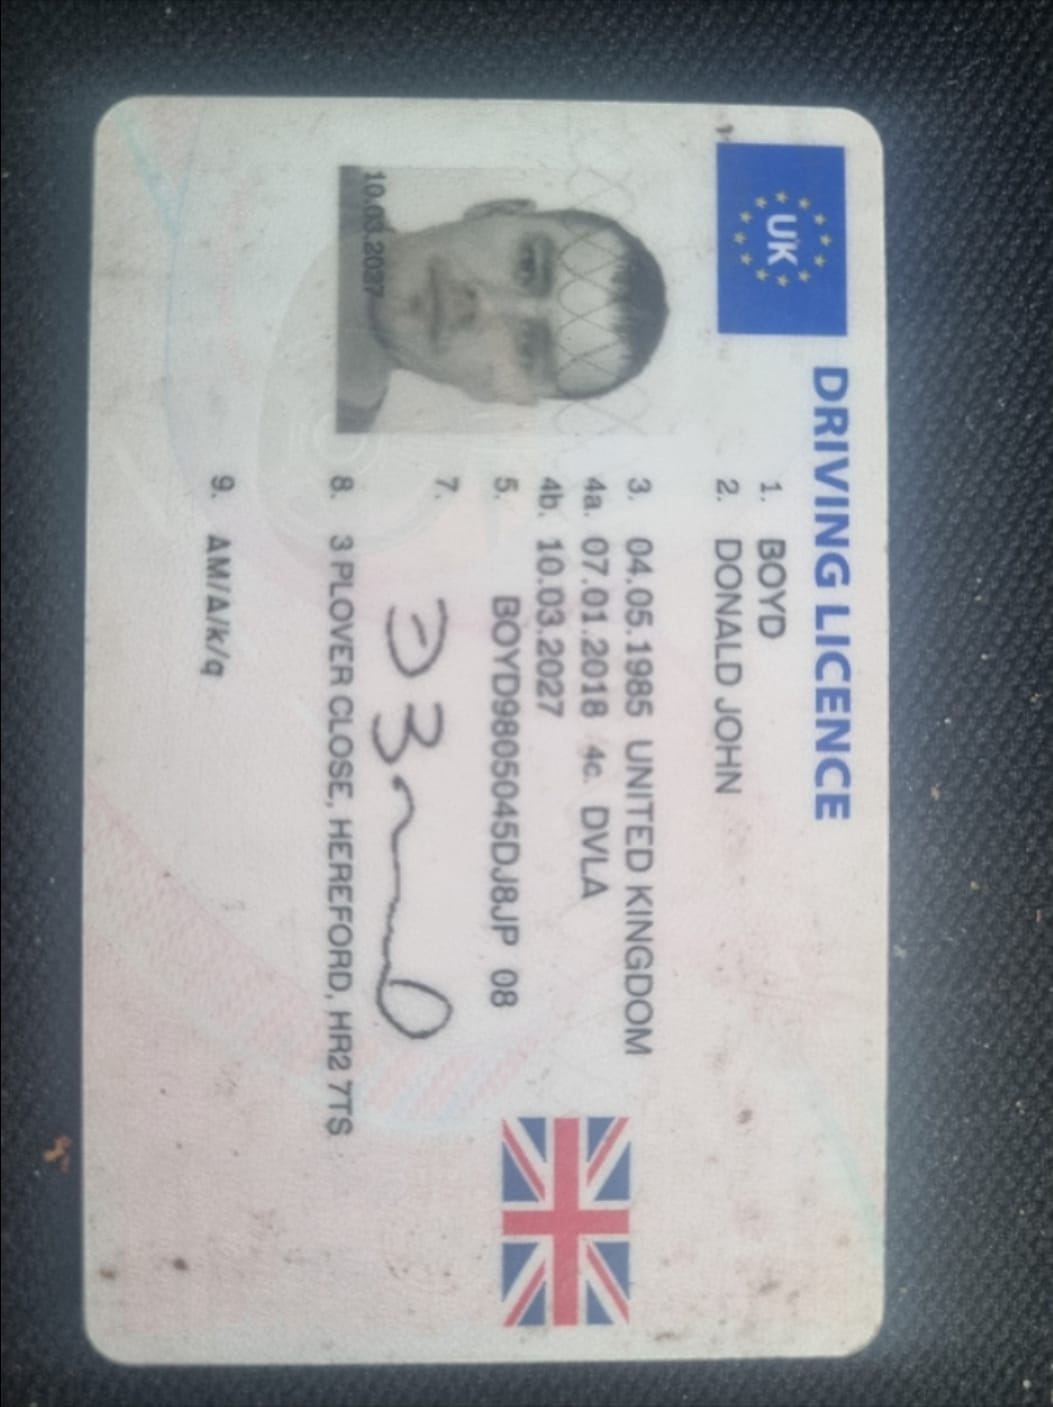 UK
DRIVING LICENCE
1. BOYD
2. DONALD JOHN
3. 04.05.1985 UNITED KINGDOM
4a. 07.01.2018 4c. DVLA
4b. 10.03.2027
5. BOYD9805045DJ8JP 08
7.
8. 3 PLOVER CLOSE, HEREFORD, HR2 7TS
9. AM/A/k/q
10.03.2027